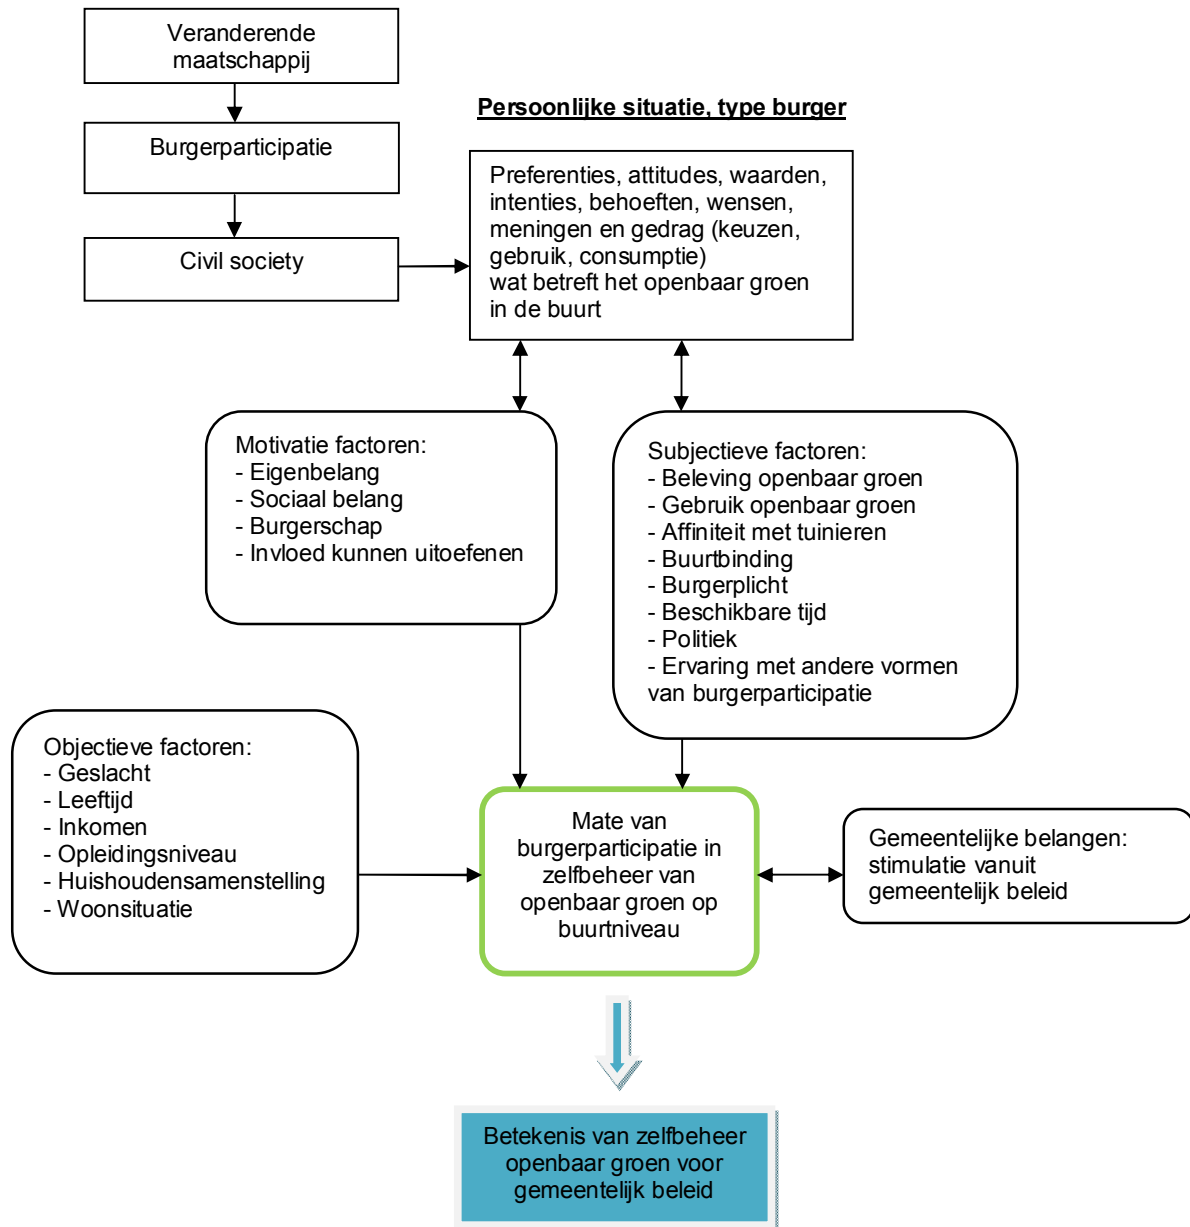 Veranderende
maatschappij
Burgerparticipatie
Civil society
Persoonlijke situatie, type burger
Preferenties, attitudes, waarden,
intenties, behoeften, wensen,
meningen en gedrag (keuzen,
gebruik, consumptie)
wat betreft het openbaar groen
in de buurt
Motivatie factoren:
- Eigenbelang
- Sociaal belang
- Burgerschap
- Invloed kunnen uitoefenen
Subjectieve factoren:
- Beleving openbaar groen
- Gebruik openbaar groen
- Affiniteit met tuinieren
- Buurtbinding
- Burgerplicht
- Beschikbare tijd
- Politiek
- Ervaring met andere vormen
van burgerparticipatie
Objectieve factoren:
- Geslacht
- Leeftijd
- Inkomen
- Opleidingsniveau
- Huishoudensamenstelling
- Woonsituatie
Mate van
burgerparticipatie in
zelfbeheer van
openbaar groen op
buurtniveau
Gemeentelijke belangen:
stimulatie vanuit
gemeentelijk beleid
Betekenis van zelfbeheer
openbaar groen voor
gemeentelijk beleid